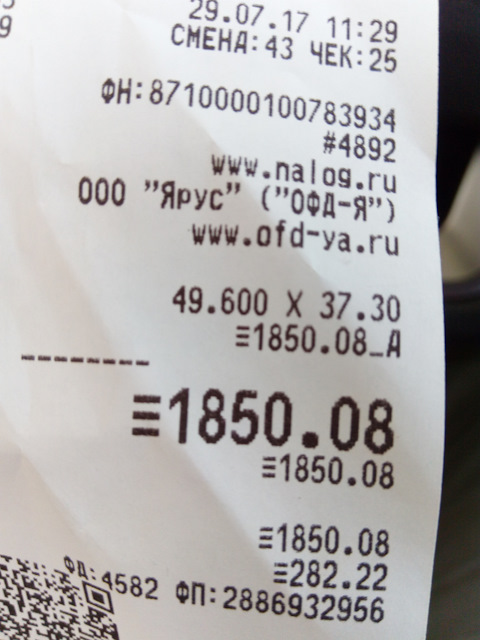 9
29.07.17 11:29
СМЕНА:43 ЧЕК:25
ФН:8710000100783934
#4892
www.nalog.ru
ООО "Ярус" ("ОФД-Я")
www.ofd-ya.ru
49.600 X 37.30
≡1850.08_А
--------
≡1850.08
≡1850.08
≡1850.08
≡282.22
ФД:4582 ФП:2886932956